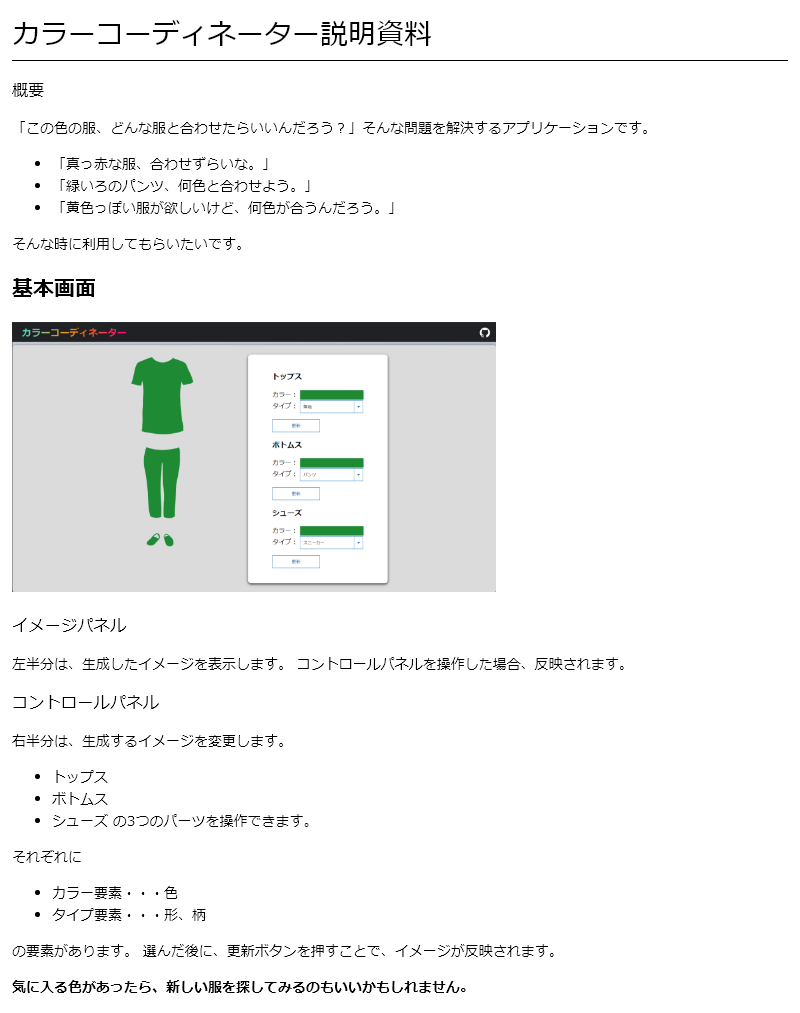 カラーコーディネーター説明資料
概要
「この色の服、どんな服と合わせたらいいんだろう？」そんな問題を解決するアプリケーションです。
「真っ赤な服、合わせずらいな。」
「緑いろのパンツ、何色と合わせよう。」
「黄色っぽい服が欲しいけど、何色が合うんだろう。」
そんな時に利用してもらいたいです。
基本画面
カラーコーディネーター
トップス
カラー：
タイプ： 無地
更新
ボトムス
カラー：
タイプ： パンツ
更新
シューズ
カラー：
タイプ： スニーカー
更新
イメージパネル
左半分は、生成したイメージを表示します。 コントロールパネルを操作した場合、反映されます。
コントロールパネル
右半分は、生成するイメージを変更します。
トップス
ボトムス
シューズ の3つのパーツを操作できます。
それぞれに
カラー要素・・・色
タイプ要素・・・形、柄
の要素があります。 選んだ後に、更新ボタンを押すことで、イメージが反映されます。
気に入る色があったら、新しい服を探してみるのもいいかもしれません。